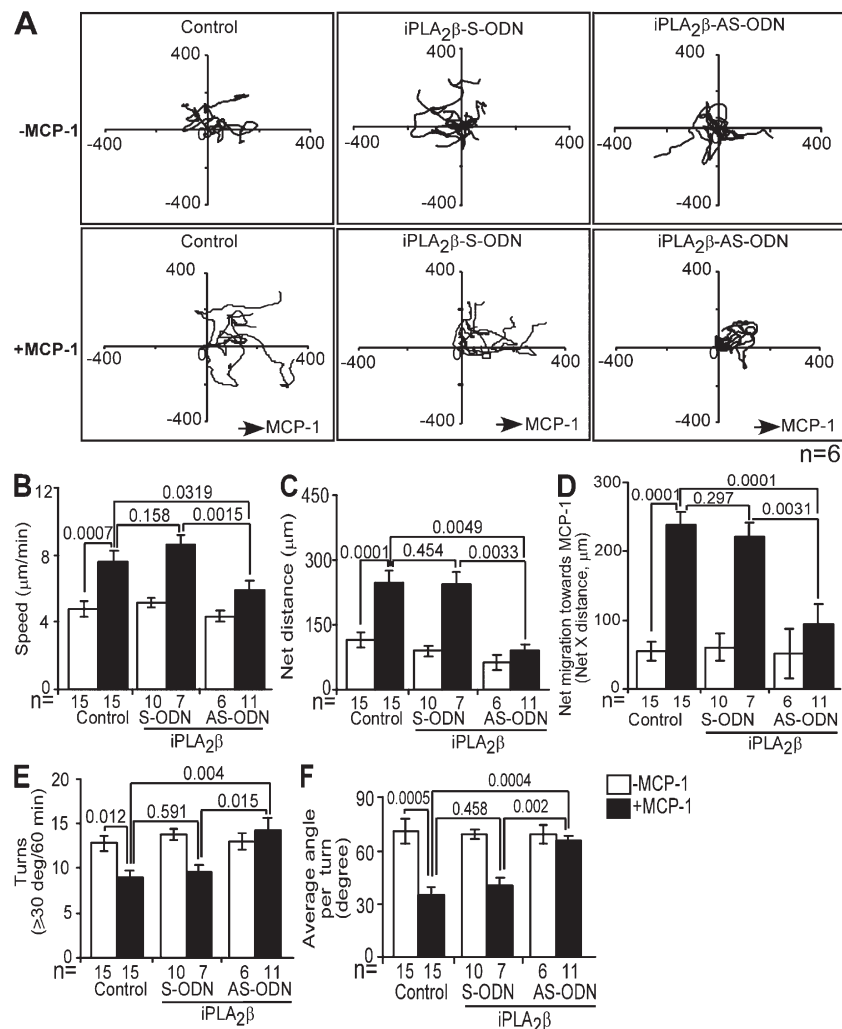 A
Control
iPLA₂β-S-ODN
iPLA₂β-AS-ODN
400
400
400
-MCP-1
-400
400
-400
400
-400
400
-400
-400
-400
Control
iPLA₂β-S-ODN
iPLA₂β-AS-ODN
400
400
400
+MCP-1
-400
400
-400
400
-400
400
-400
-400
-400
MCP-1
MCP-1
MCP-1
n=6
B
Speed (μm/min)
12
8
4
0
0.0319
0.0007
0.158
0.0015
n= 15 15 10 7 6 11
Control S-ODN AS-ODN
iPLA₂β
C
Net distance (μm)
450
300
150
0
0.0049
0.0001
0.454
0.0033
n= 15 15 10 7 6 11
Control S-ODN AS-ODN
iPLA₂β
D
Net migration towards MCP-1
(Net X distance, μm)
300
200
100
0
0.0001
0.0001
0.297
0.0031
n= 15 15 10 7 6 11
Control S-ODN AS-ODN
iPLA₂β
E
Turns
(≥30 deg/60 min)
20
15
10
5
0
0.004
0.012
0.591
0.015
n= 15 15 10 7 6 11
Control S-ODN AS-ODN
iPLA₂β
F
Average angle
per turn
(degree)
90
60
30
0
0.0004
0.0005
0.458
0.002
n= 15 15 10 7 6 11
Control S-ODN AS-ODN
iPLA₂β
-MCP-1
+MCP-1